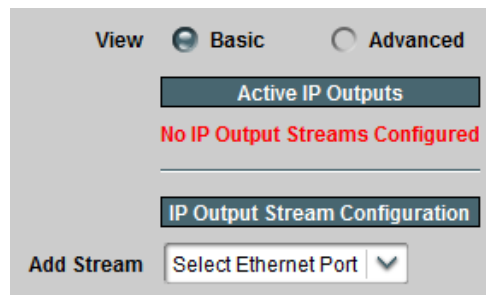 View Basic Advanced
Active IP Outputs
No IP Output Streams Configured
IP Output Stream Configuration
Add Stream Select Ethernet Port